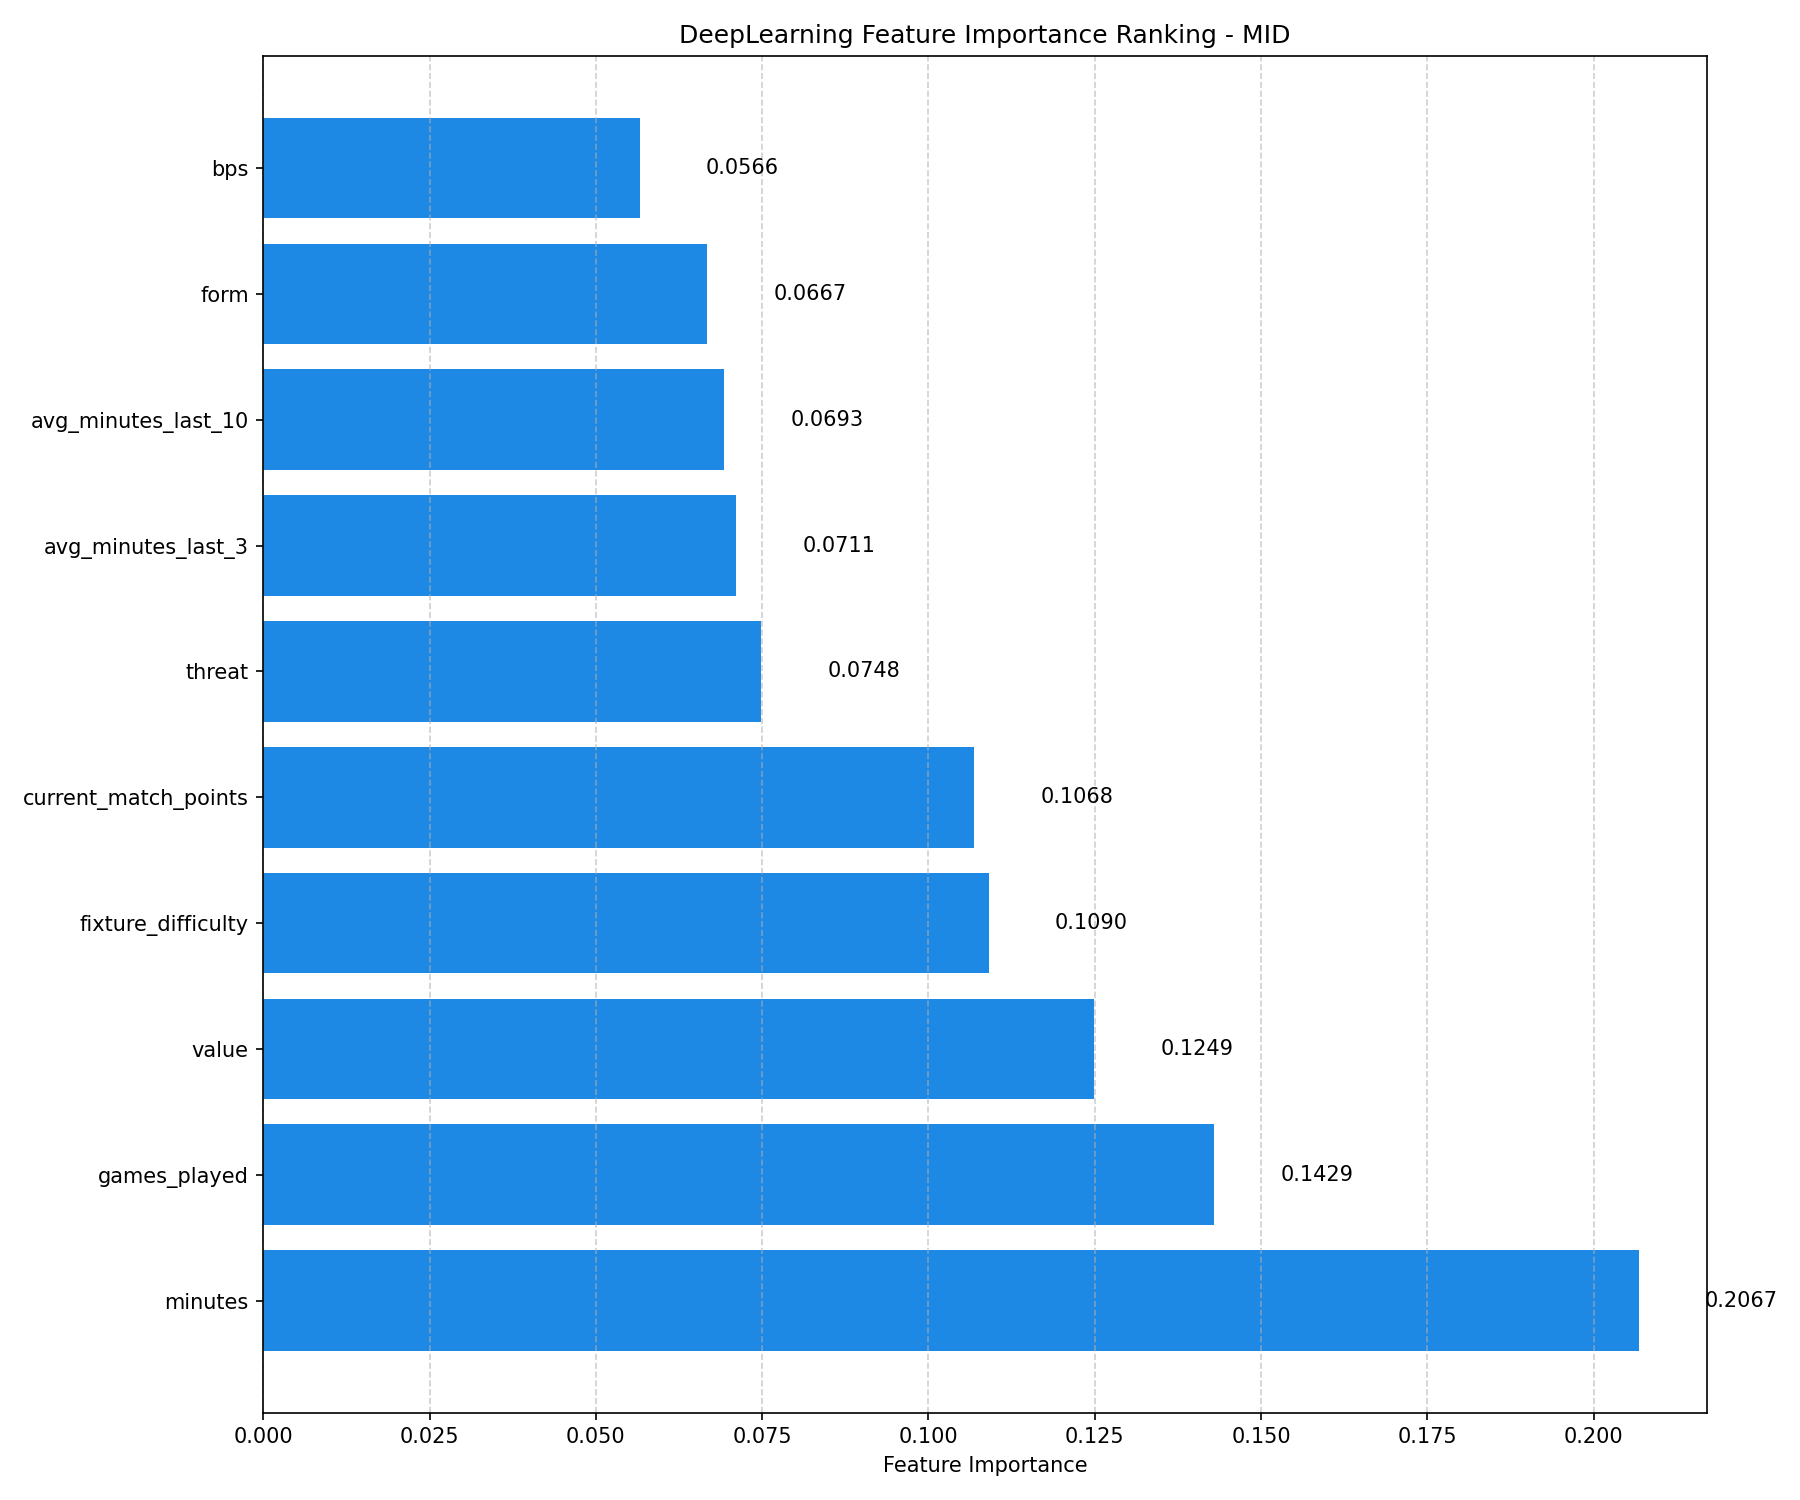 DeepLearning Feature Importance Ranking - MID
bps 0.0566
form 0.0667
avg_minutes_last_10 0.0693
avg_minutes_last_3 0.0711
threat 0.0748
current_match_points 0.1068
fixture_difficulty 0.1090
value 0.1249
games_played 0.1429
minutes 0.2067
0.000 0.025 0.050 0.075 0.100 0.125 0.150 0.175 0.200
Feature Importance